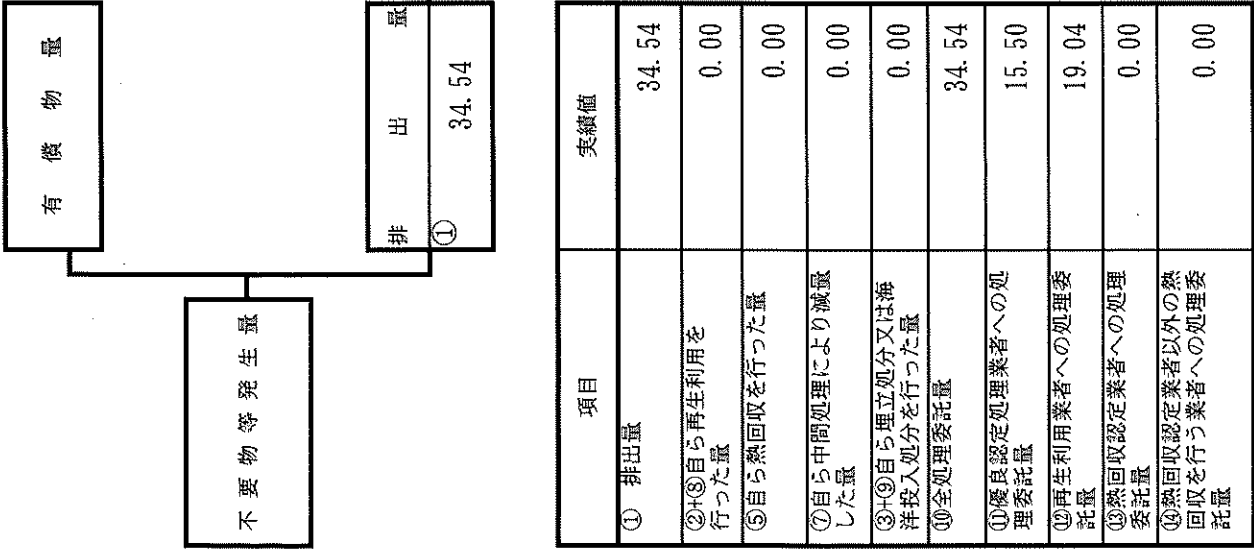 不要物等発生量
有償物量
排出量
① 34.54
項目 実績値
① 排出量 34.54
②+⑧自ら再生利用を
行った量 0.00
⑤自ら熱回収を行った量 0.00
⑦自ら中間処理により減量
した量 0.00
③+⑨自ら埋立処分又は海
洋投入処分を行った量 0.00
⑩全処理委託量 34.54
⑪優良認定処理業者への処
理委託量 15.50
⑫再生利用業者への処理委
託量 19.04
⑬熱回収認定業者への処理
委託量 0.00
⑭熱回収認定業者以外の熱
回収を行う業者への処理委
託量 0.00